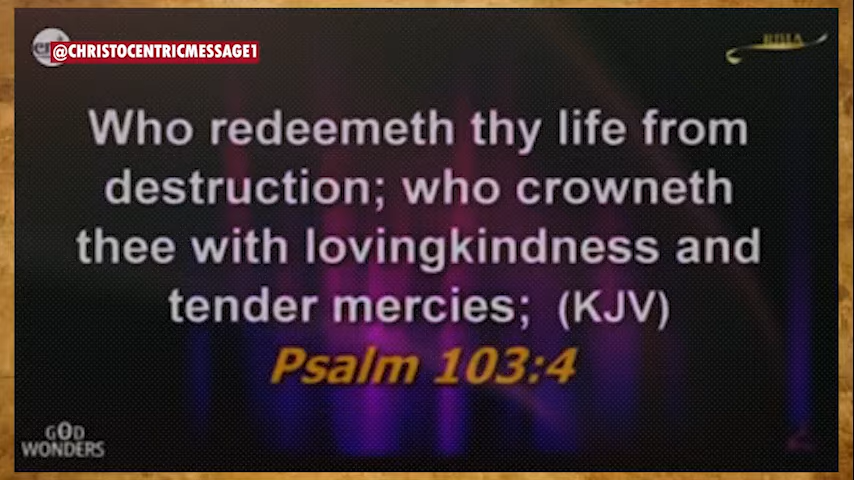 @CHRISTOCENTRICMESSAGE1
Who redeemeth thy life from
destruction; who crowneth
thee with lovingkindness and
tender mercies; (KJV)
Psalm 103:4
GOD
WONDERS